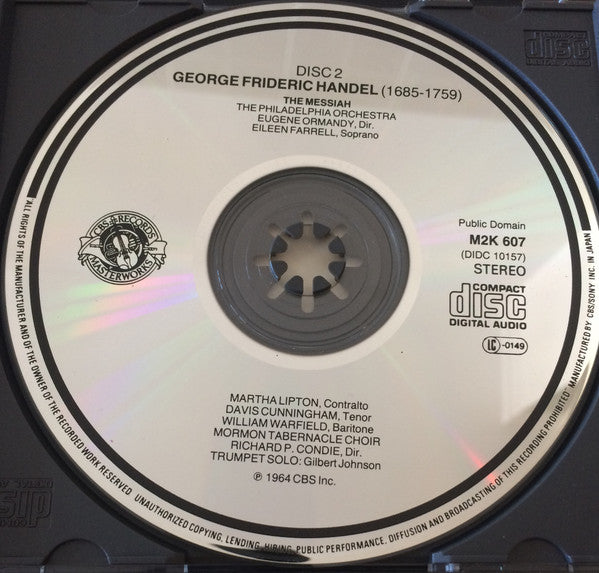 DISC 2
GEORGE FRIDERIC HANDEL (1685-1759)
THE MESSIAH
THE PHILADELPHIA ORCHESTRA
EUGENE ORMANDY, Dir.
EILEEN FARRELL, Soprano
CBS RECORDS
MASTERWORKS
Public Domain
M2K 607
(DIDC 10157)
STEREO
COMPACT
disc
DIGITAL AUDIO
LC-0149
MARTHA LIPTON, Contralto
DAVIS CUNNINGHAM, Tenor
WILLIAM WARFIELD, Baritone
MORMON TABERNACLE CHOIR
RICHARD P. CONDIE, Dir.
TRUMPET SOLO: Gilbert Johnson
℗ 1964 CBS Inc.
ALL RIGHTS OF THE MANUFACTURER AND OF THE OWNER OF THE RECORDED WORK RESERVED. UNAUTHORIZED COPYING, LENDING, HIRING, PUBLIC PERFORMANCE, DIFFUSION AND BROADCASTING OF THIS RECORDING PROHIBITED. MANUFACTURED BY CBS/SONY INC. IN JAPAN
COMPACT
disc
DIGITAL AUDIO